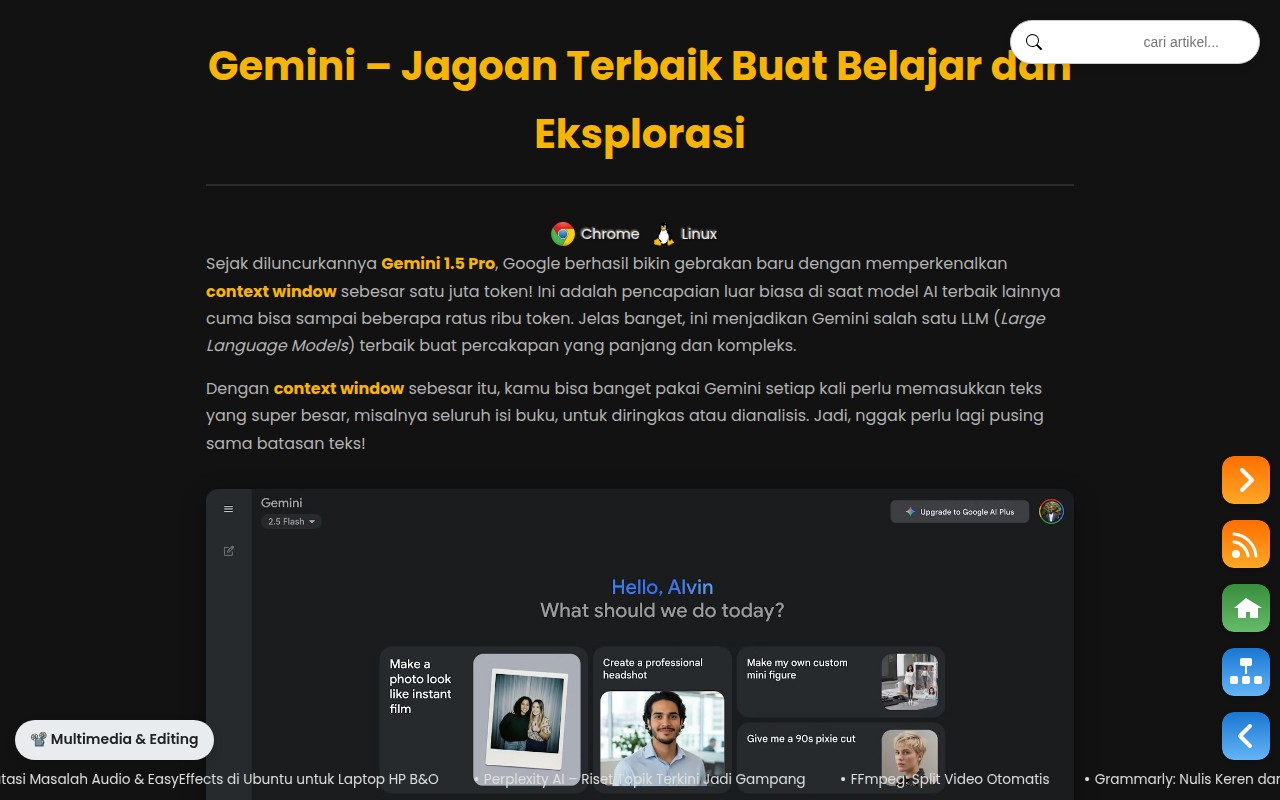 Gemini – Jagoan Terbaik Buat Belajar dan
Eksplorasi
cari artikel...
Chrome Linux
Sejak diluncurkannya Gemini 1.5 Pro, Google berhasil bikin gebrakan baru dengan memperkenalkan
context window sebesar satu juta token! Ini adalah pencapaian luar biasa di saat model AI terbaik lainnya
cuma bisa sampai beberapa ratus ribu token. Jelas banget, ini menjadikan Gemini salah satu LLM (Large
Language Models) terbaik buat percakapan yang panjang dan kompleks.
Dengan context window sebesar itu, kamu bisa banget pakai Gemini setiap kali perlu memasukkan teks
yang super besar, misalnya seluruh isi buku, untuk diringkas atau dianalisis. Jadi, nggak perlu lagi pusing
sama batasan teks!
Gemini
2.5 Flash
Upgrade to Google AI Plus
Hello, Alvin
What should we do today?
Make a
photo look
like instant
film
Create a professional
headshot
Make my own custom
mini figure
Give me a 90s pixie cut
📽️ Multimedia & Editing
tasi Masalah Audio & EasyEffects di Ubuntu untuk Laptop HP B&O • Perplexity AI – Riset Topik Terkini Jadi Gampang • FFmpeg: Split Video Otomatis • Grammarly: Nulis Keren dan